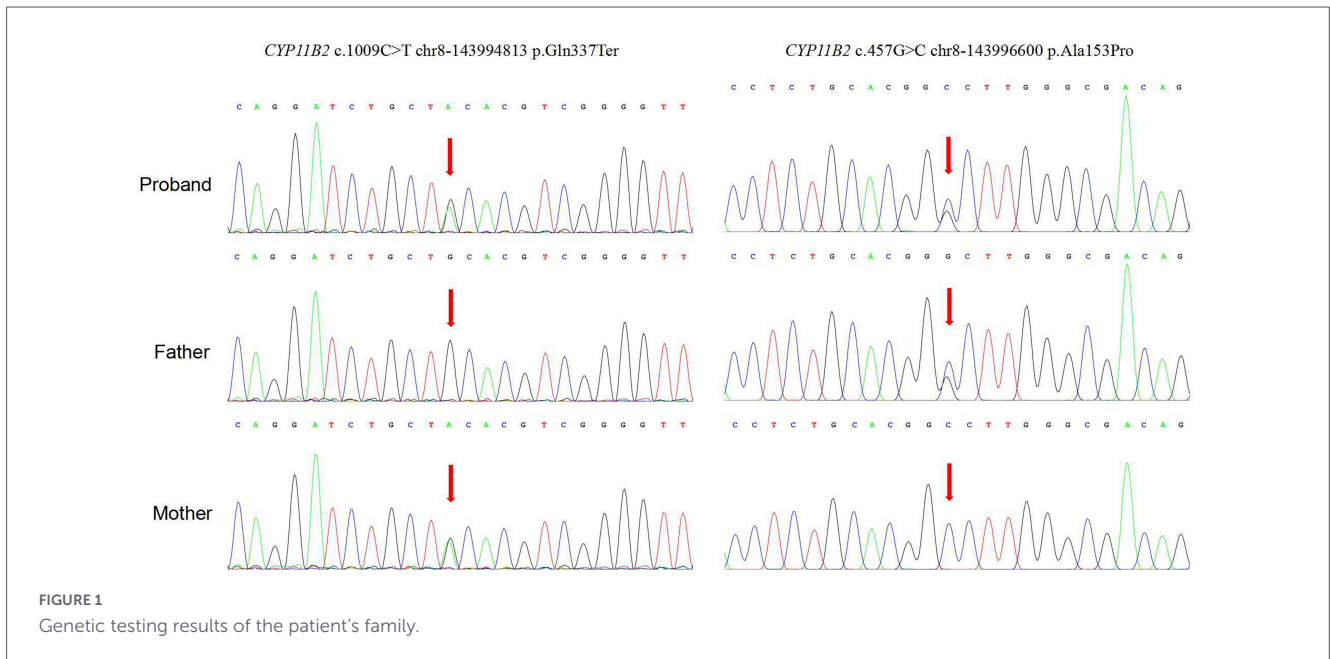 CYP11B2 c.1009C>T chr8-143994813 p.Gln337Ter
CYP11B2 c.457G>C chr8-143996600 p.Ala153Pro
Proband
C A G G A T C T G C T A C A C G T C G G G G T T
C C T C T G C A C G G C C T T G G G C G A C A G
Father
C A G G A T C T G C T G C A C G T C G G G G T T
C C T C T G C A C G G G C T T G G G C G A C A G
Mother
C A G G A T C T G C T A C A C G T C G G G G T T
C C T C T G C A C G G C C T T G G G C G A C A G
FIGURE 1
Genetic testing results of the patient's family.